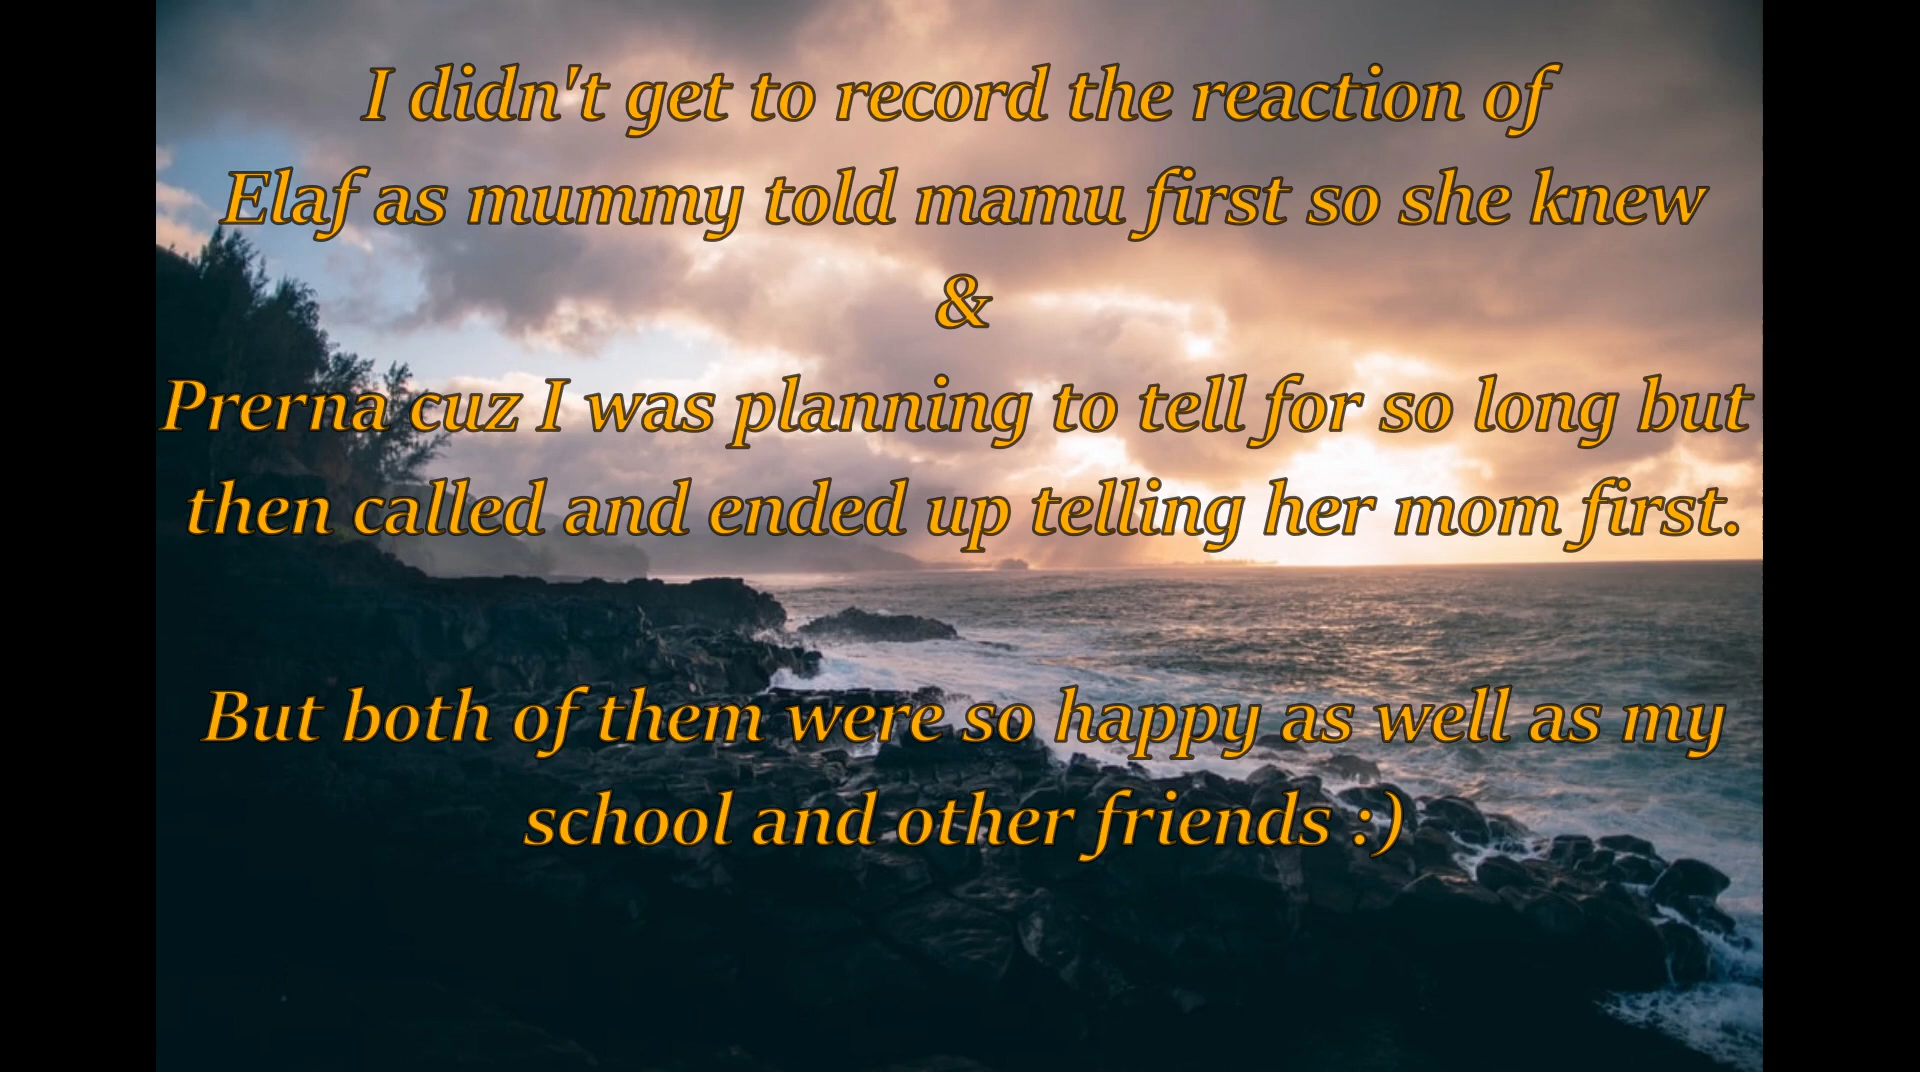 I didn't get to record the reaction of
Elaf as mummy told mamu first so she knew
&
Prerna cuz I was planning to tell for so long but
then called and ended up telling her mom first.
But both of them were so happy as well as my
school and other friends :)